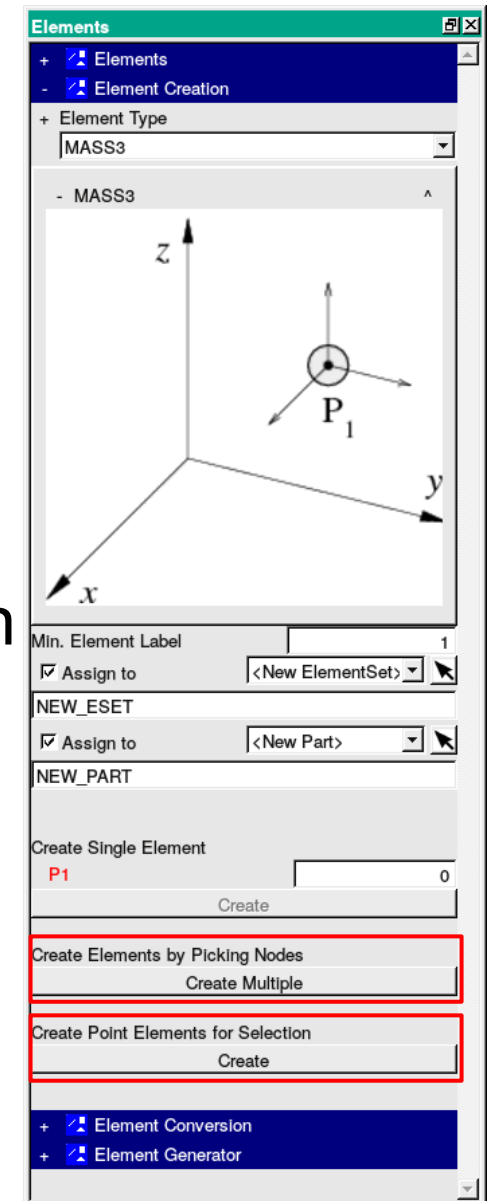 Elements
+ Elements
- Element Creation
+ Element Type
MASS3
- MASS3 ^
z
P1
y
x
n
Min. Element Label 1
Assign to <New ElementSet>
NEW_ESET
Assign to <New Part>
NEW_PART
Create Single Element
P1 0
Create
Create Elements by Picking Nodes
Create Multiple
Create Point Elements for Selection
Create
+ Element Conversion
+ Element Generator